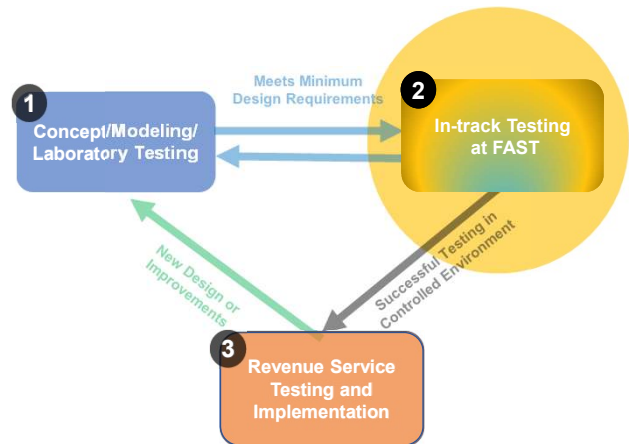 1
Concept/Modeling/
Laboratory Testing
Meets Minimum
Design Requirements
2
In-track Testing
at FAST
New Design or
Improvements
Successful Testing in
Controlled Environment
3
Revenue Service
Testing and
Implementation